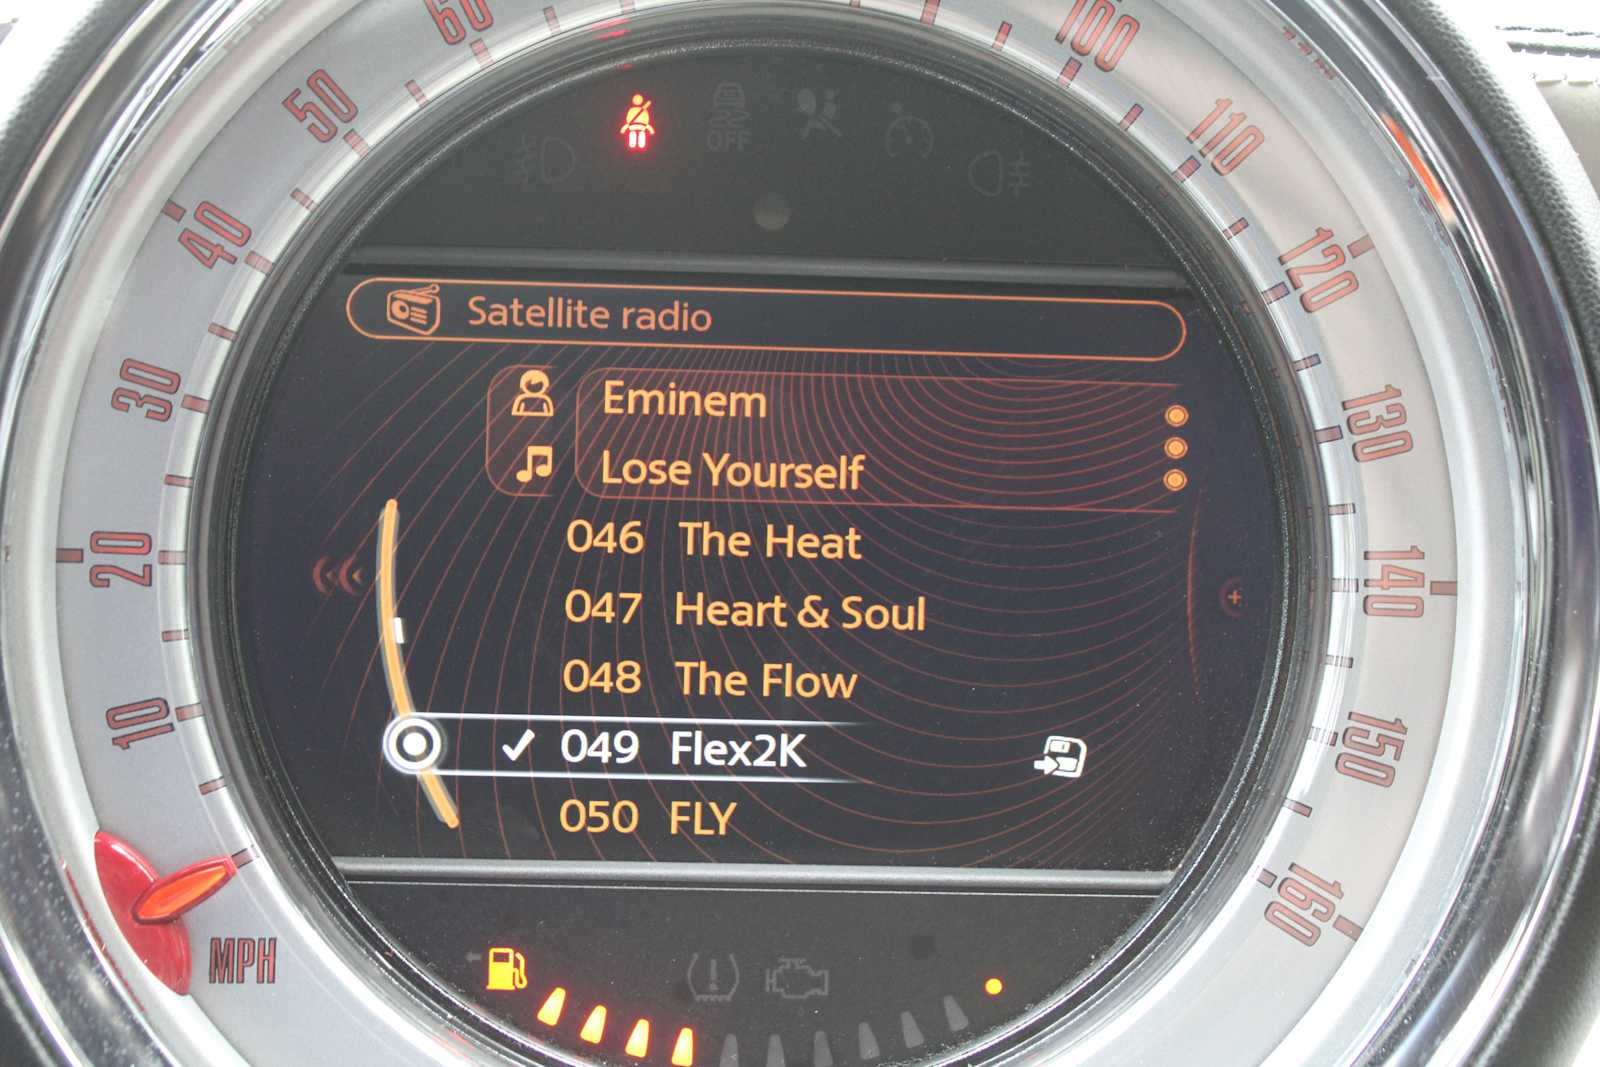 60
100
50
110
OFF
40
120
Satellite radio
30
Eminem
130
Lose Yourself
20
046 The Heat
140
047 Heart & Soul
048 The Flow
10
✓ 049 Flex2K
150
050 FLY
160
MPH